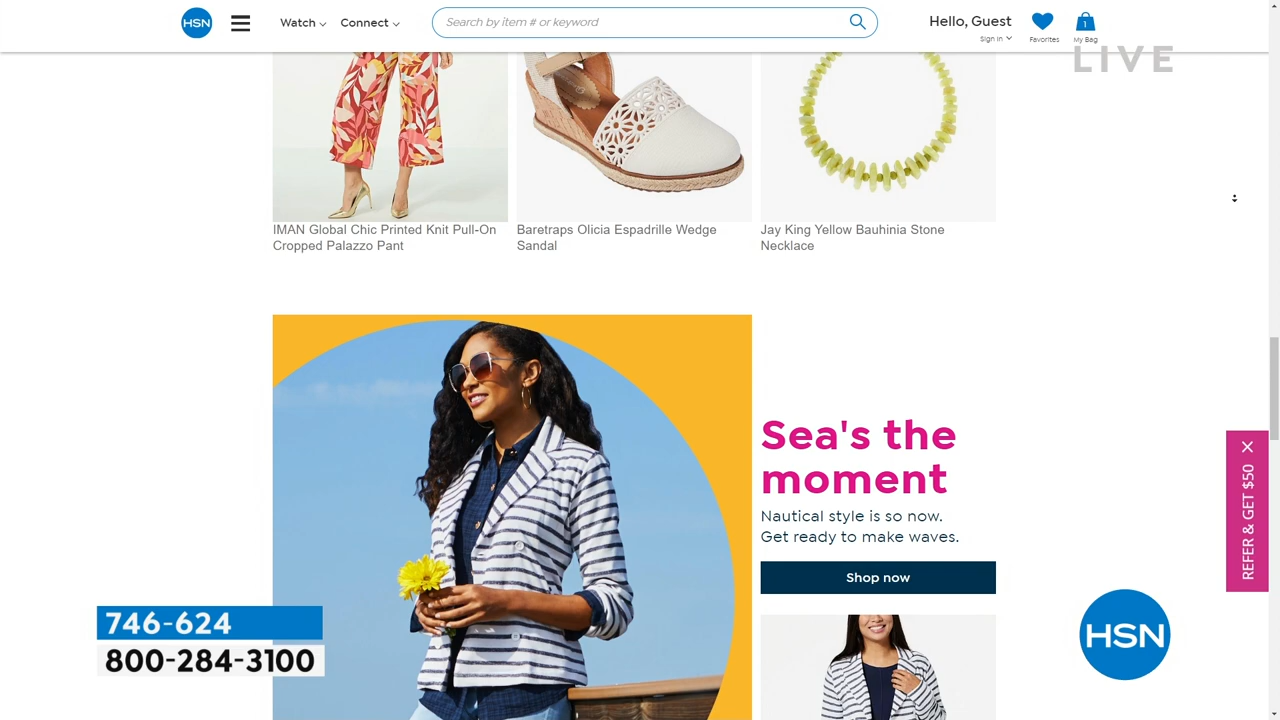 HSN
Watch
Connect
Search by item # or keyword
Hello, Guest
Sign In
Favorites
1
My Bag
LIVE
IMAN Global Chic Printed Knit Pull-On
Cropped Palazzo Pant
Baretraps Olicia Espadrille Wedge
Sandal
Jay King Yellow Bauhinia Stone
Necklace
Sea's the
moment
Nautical style is so now.
Get ready to make waves.
Shop now
REFER & GET $50
746-624
800-284-3100
HSN